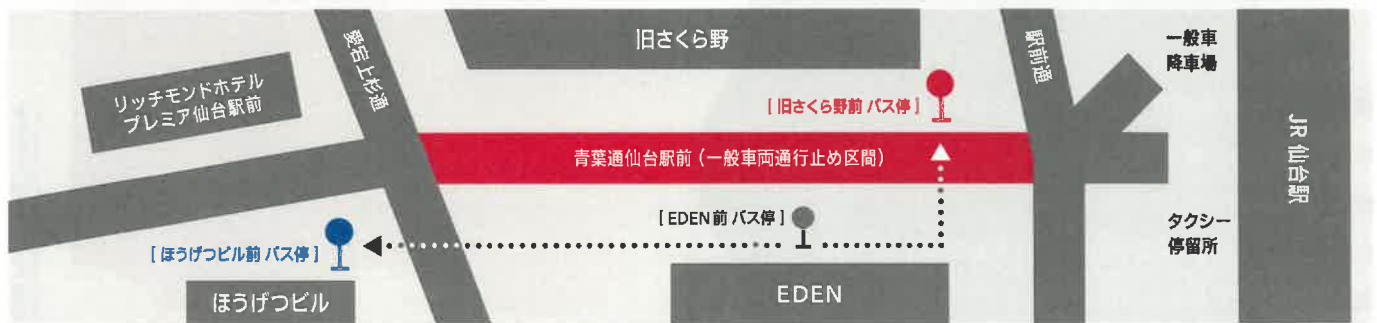 旧さくら野
一般車
降車場
愛宕上杉通
駅前通
リッチモンドホテル
プレミア仙台駅前
[ 旧さくら野前 バス停 ]
青葉通仙台駅前 (一般車両通行止め区間)
JR 仙台駅
[ EDEN前 バス停 ]
タクシー
停留所
[ ほうげつビル前 バス停 ]
ほうげつビル
EDEN